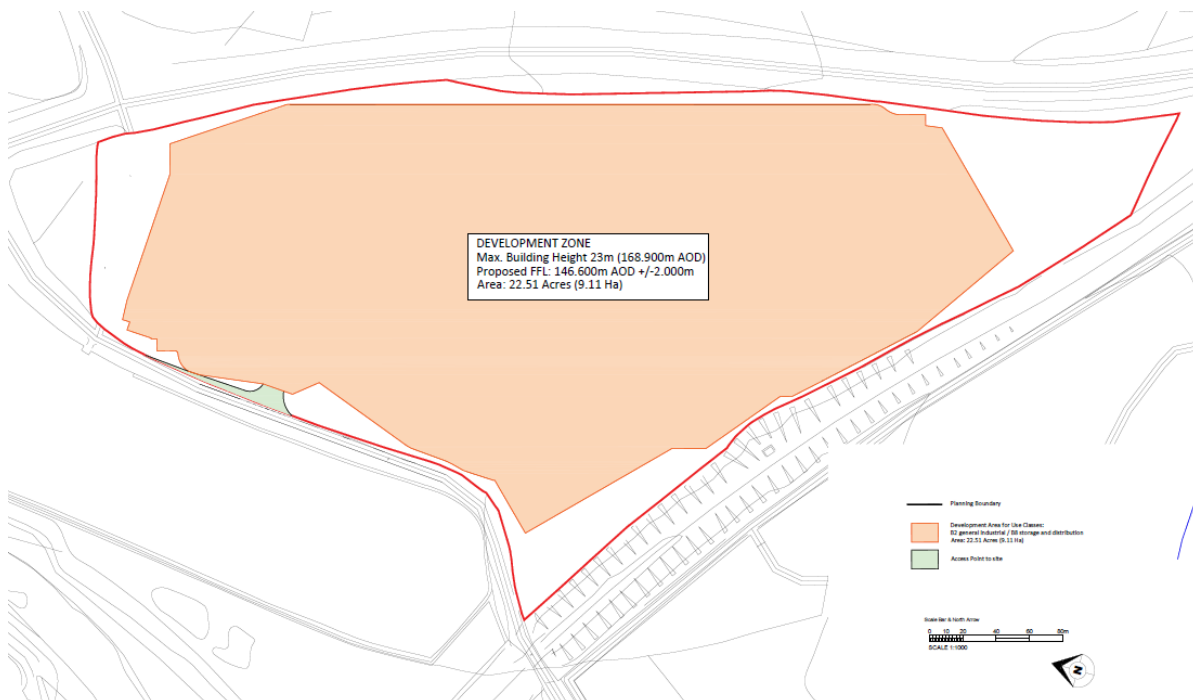 DEVELOPMENT ZONE
Max. Building Height 23m (168.900m AOD)
Proposed FFL: 146.600m AOD +/-2.000m
Area: 22.51 Acres (9.11 Ha)
Planning Boundary
Development Area for Use Classes:
B2 general Industrial / B8 storage and distribution
Area: 22.51 Acres (9.11 Ha)
Access Point to site
Scale Bar & North Arrow
0 10 20 40 60 80m
SCALE 1:1000
N